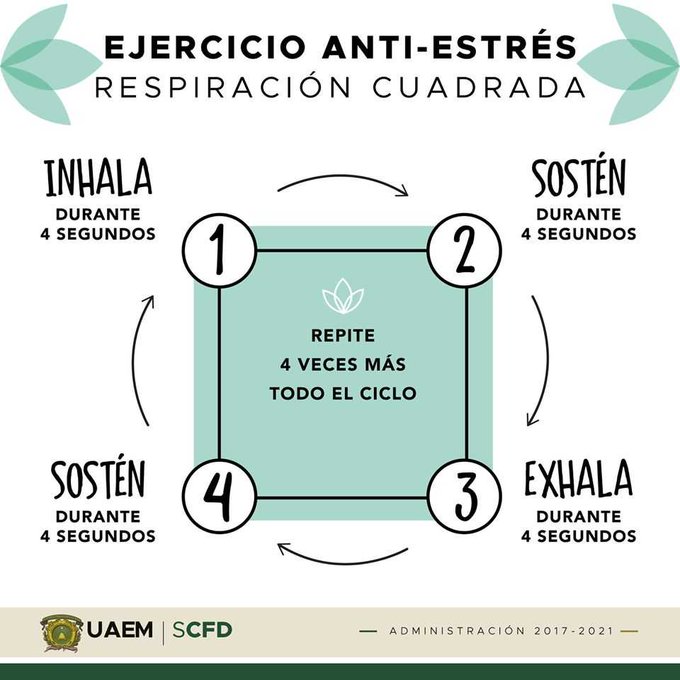 EJERCICIO ANTI-ESTRÉS
RESPIRACIÓN CUADRADA
INHALA
DURANTE
4 SEGUNDOS
1
SOSTÉN
DURANTE
4 SEGUNDOS
2
REPITE
4 VECES MÁS
TODO EL CICLO
EXHALA
DURANTE
4 SEGUNDOS
3
SOSTÉN
DURANTE
4 SEGUNDOS
4
UAEM | SCFD
ADMINISTRACIÓN 2017-2021